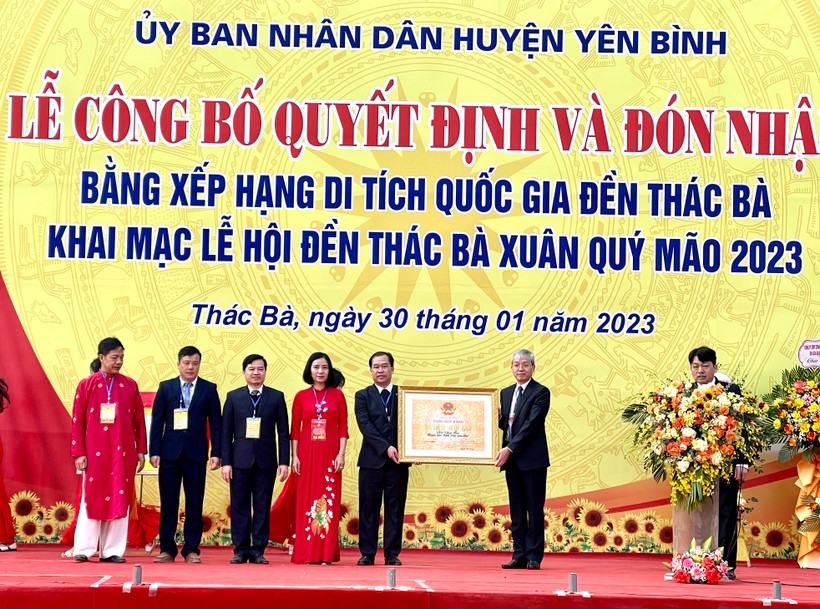 ỦY BAN NHÂN DÂN HUYỆN YÊN BÌNH
LỄ CÔNG BỐ QUYẾT ĐỊNH VÀ ĐÓN NHẬ
BẰNG XẾP HẠNG DI TÍCH QUỐC GIA ĐỀN THÁC BÀ
KHAI MẠC LỄ HỘI ĐỀN THÁC BÀ XUÂN QUÝ MÃO 2023
Thác Bà, ngày 30 tháng 01 năm 2023